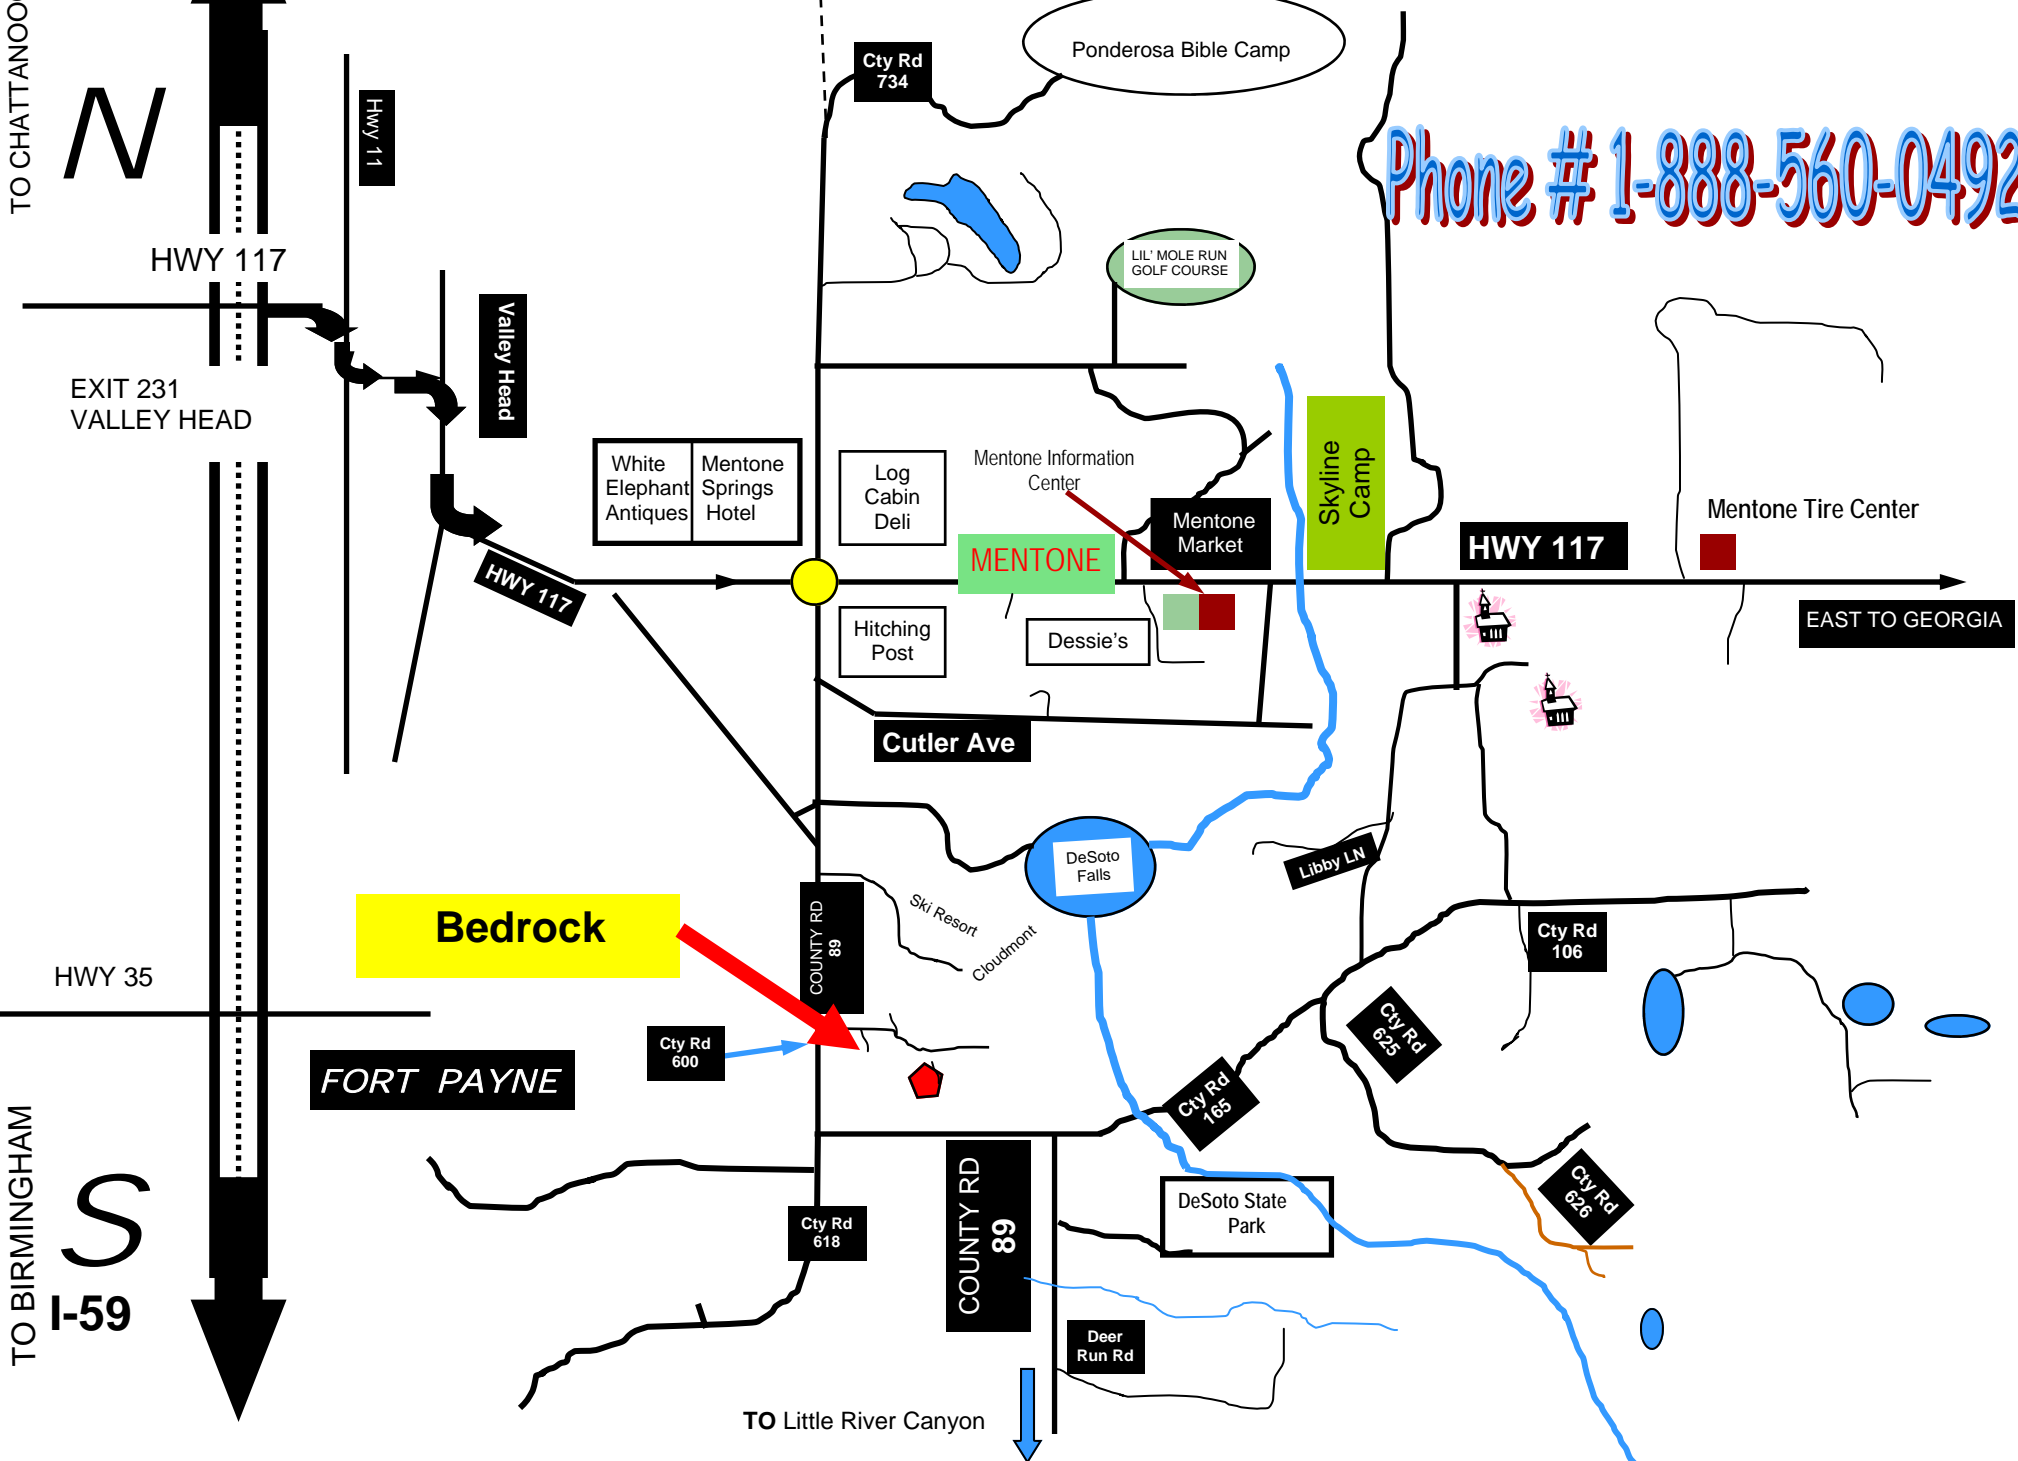 TO CHATTANOO
N
Hwy 11
HWY 117
EXIT 231
VALLEY HEAD
Valley Head
Cty Rd
734
Ponderosa Bible Camp
Phone # 1-888-560-0492
LIL' MOLE RUN
GOLF COURSE
White
Elephant
Antiques
Mentone
Springs
Hotel
Log
Cabin
Deli
Mentone Information
Center
MENTONE
Mentone
Market
Skyline
Camp
HWY 117
Mentone Tire Center
HWY 117
EAST TO GEORGIA
Hitching
Post
Dessie's
Cutler Ave
DeSoto
Falls
Libby LN
Bedrock
COUNTY RD
89
Ski Resort
Cloudmont
Cty Rd
106
HWY 35
Cty Rd
600
Cty Rd
625
FORT PAYNE
Cty Rd
165
TO BIRMINGHAM
S
I-59
Cty Rd
618
COUNTY RD
89
DeSoto State
Park
Cty Rd
626
Deer
Run Rd
TO Little River Canyon